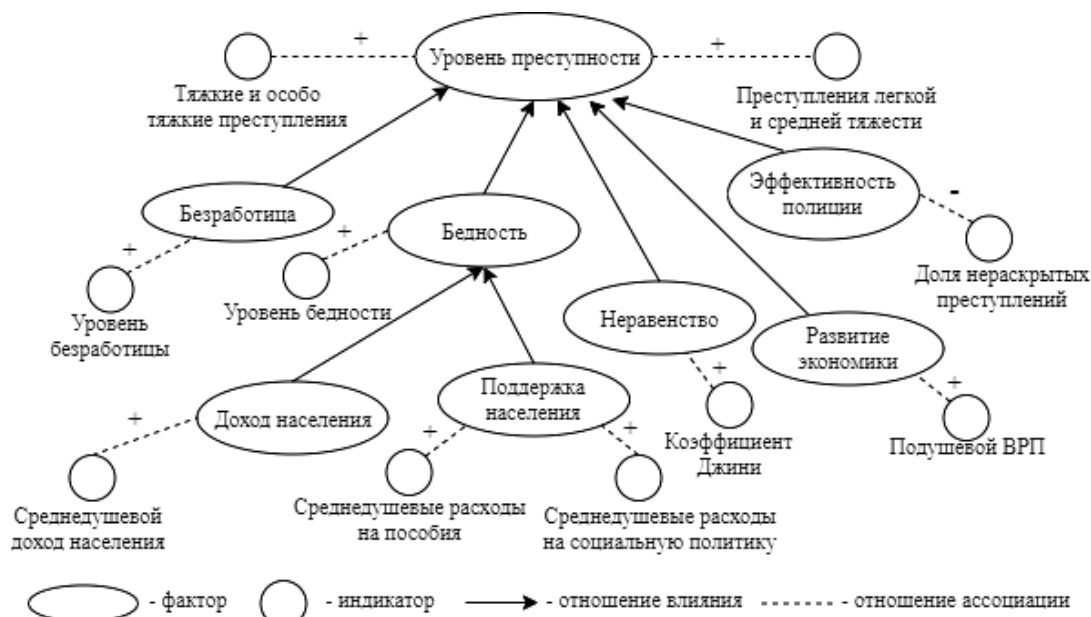 +
Уровень преступности
+
Тяжкие и особо
тяжкие преступления
Преступления легкой
и средней тяжести
Безработица
+
Уровень
безработицы
Бедность
+
Уровень бедности
Эффективность
полиции
-
Доля нераскрытых
преступлений
Неравенство
+
Коэффициент
Джини
Развитие
экономики
+
Подушевой ВРП
Доход населения
+
Среднедушевой
доход населения
Поддержка
населения
+
+
Среднедушевые расходы
на пособия
Среднедушевые расходы
на социальную политику
- фактор
- индикатор
- отношение влияния
- отношение ассоциации